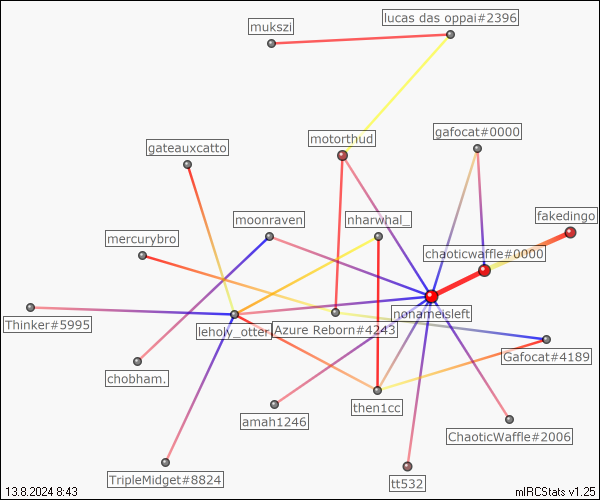 lucas das oppai#2396
mukszi
motorthud
gafocat#0000
gateauxcatto
moonraven
nharwhal_
fakedingo
mercurybro
chaoticwaffle#0000
nonameisleft
Thinker#5995
leholy_otter
Azure Reborn#4243
Gafocat#4189
chobham.
then1cc
amah1246
ChaoticWaffle#2006
TripleMidget#8824
tt532
13.8.2024 8:43
mIRCStats v1.25